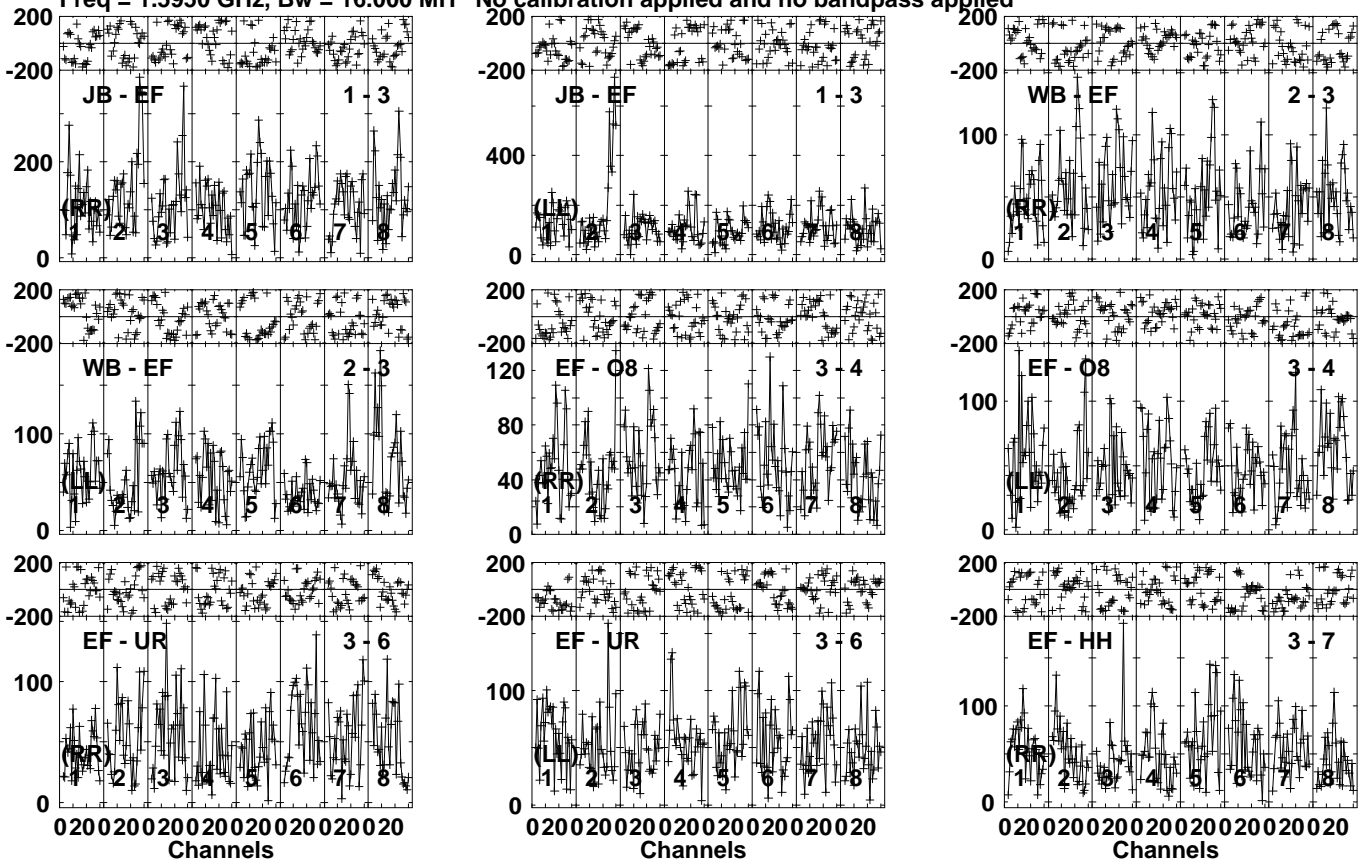 Freq = 1.5950 GHz, Bw = 16.000 MH No calibration applied and no bandpass applied
200 200 200
-200 -200 -200
JB - EF 1 - 3 JB - EF 1 - 3 WB - EF 2 - 3
200 400 100
(RR) (LL) (RR)
1 2 3 4 5 6 7 8 1 2 3 4 5 6 7 8 1 2 3 4 5 6 7 8
0 0 0
200 200 200
-200 -200 -200
WB - EF 2 - 3 EF - O8 3 - 4 EF - O8 3 - 4
120
100 80 100
40
(LL) (RR) (LL)
1 2 3 4 5 6 7 8 1 2 3 4 5 6 7 8 1 2 3 4 5 6 7 8
0 0 0
200 200 200
-200 -200 -200
EF - UR 3 - 6 EF - UR 3 - 6 EF - HH 3 - 7
100 100 100
(RR) (LL) (RR)
1 2 3 4 5 6 7 8 1 2 3 4 5 6 7 8 1 2 3 4 5 6 7 8
0 0 0
0 20 0 20 0 20 0 20 0 20 0 20 0 20 0 20 0 20 0 20 0 20 0 20 0 20 0 20 0 20 0 20 0 20 0 20 0 20 0 20 0 20 0 20 0 20 0 20
Channels Channels Channels